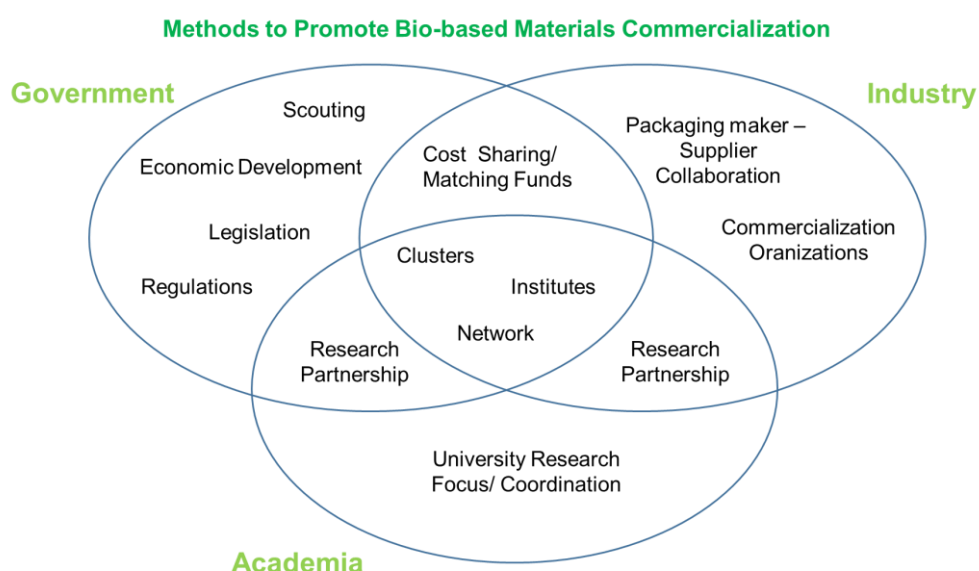 Methods to Promote Bio-based Materials Commercialization
Government
Industry
Scouting
Economic Development
Legislation
Regulations
Cost Sharing/
Matching Funds
Packaging maker –
Supplier
Collaboration
Commercialization
Oranizations
Clusters
Institutes
Network
Research
Partnership
Research
Partnership
University Research
Focus/ Coordination
Academia